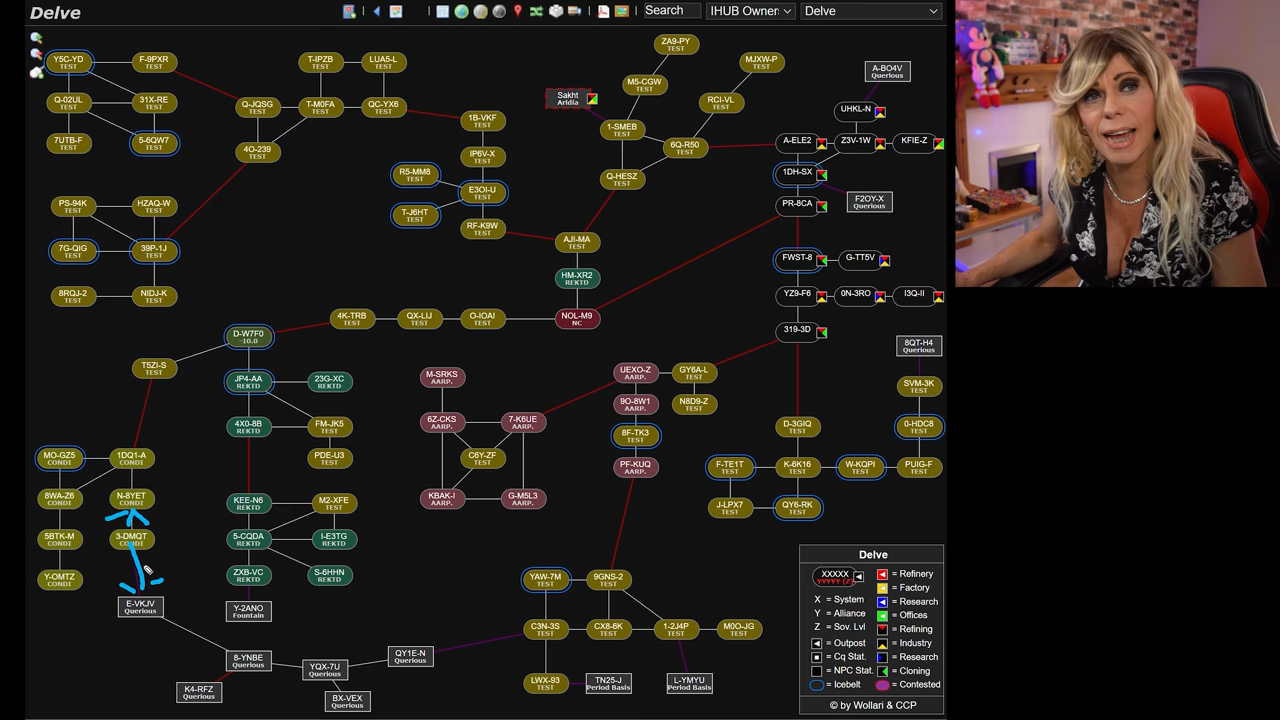 Delve
Search
IHUB Owner
Delve
Y5C-YD
TEST
F-9PXR
TEST
Q-02UL
TEST
31X-RE
TEST
7UTB-F
TEST
5-6QW7
TEST
T-IPZB
TEST
LUA5-L
TEST
Q-JQSG
TEST
T-M0FA
TEST
QC-YX6
TEST
4O-239
TEST
1B-VKF
TEST
IP6V-X
TEST
R5-MM8
TEST
E3OI-U
TEST
T-J6HT
TEST
RF-K9W
TEST
ZA9-PY
TEST
M5-CGW
TEST
MJXW-P
TEST
RCI-VL
TEST
Sakht
Aridia
1-SMEB
TEST
6Q-R50
TEST
Q-HESZ
TEST
AJI-MA
TEST
HM-XR2
REKTD
NOL-M9
NC
A-BO4V
Querious
UHKL-N
A-ELE2
Z3V-1W
KFIE-Z
1DH-SX
F2OY-X
Querious
PR-8CA
FWST-8
G-TT5V
YZ9-F6
0N-3RO
I3Q-II
319-3D
PS-94K
TEST
HZAQ-W
TEST
7G-QIG
TEST
39P-1J
TEST
8RQJ-2
TEST
NIDJ-K
TEST
4K-TRB
TEST
QX-LIJ
TEST
O-IOAI
TEST
D-W7F0
-10.0
T5ZI-S
TEST
JP4-AA
REKTD
23G-XC
REKTD
4X0-8B
REKTD
FM-JK5
TEST
PDE-U3
TEST
KEE-N6
REKTD
M2-XFE
TEST
5-CQDA
REKTD
I-E3TG
REKTD
ZXB-VC
REKTD
S-6HHN
REKTD
Y-2ANO
Fountain
MO-GZ5
CONDI
1DQ1-A
CONDI
8WA-Z6
CONDI
N-8YET
CONDI
5BTK-M
CONDI
3-DMQT
CONDI
Y-OMTZ
CONDI
E-VKJV
Querious
8-YNBE
Querious
K4-RFZ
Querious
YQX-7U
Querious
BX-VEX
Querious
QY1E-N
Querious
M-SRKS
AARP.
6Z-CKS
AARP.
7-K6UE
AARP.
C6Y-ZF
TEST
KBAK-I
AARP.
G-M5L3
AARP.
UEXO-Z
AARP.
GY6A-L
TEST
9O-8W1
AARP.
N8D9-Z
TEST
8F-TK3
TEST
PF-KUQ
AARP.
8QT-H4
Querious
SVM-3K
TEST
0-HDC8
TEST
D-3GIQ
TEST
F-TE1T
TEST
K-6K16
TEST
W-KQPI
TEST
PUIG-F
TEST
J-LPX7
TEST
QY6-RK
TEST
YAW-7M
TEST
9GNS-2
TEST
C3N-3S
TEST
CX8-6K
TEST
1-2J4P
TEST
M0O-JG
TEST
LWX-93
TEST
TN25-J
Period Basis
L-YMYU
Period Basis
Delve
XXXXX
YYYYY (Z)
X = System
Y = Alliance
Z = Sov. Lvl
= Outpost
= Cq Stat.
= NPC Stat.
= Icebelt
= Refinery
= Factory
= Research
= Offices
= Refining
= Industry
= Research
= Cloning
= Contested
© by Wollari & CCP